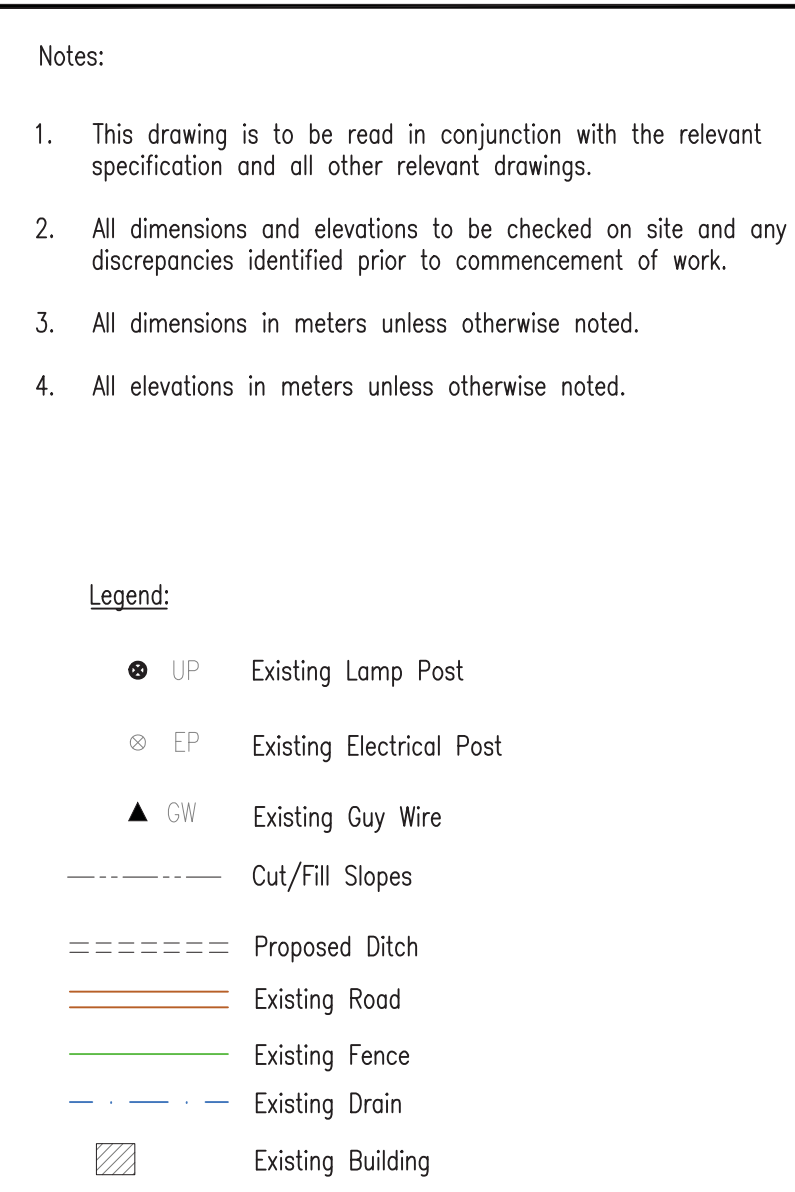 Notes:
1. This drawing is to be read in conjunction with the relevant
specification and all other relevant drawings.
2. All dimensions and elevations to be checked on site and any
discrepancies identified prior to commencement of work.
3. All dimensions in meters unless otherwise noted.
4. All elevations in meters unless otherwise noted.
Legend:
UP Existing Lamp Post
EP Existing Electrical Post
GW Existing Guy Wire
Cut/Fill Slopes
Proposed Ditch
Existing Road
Existing Fence
Existing Drain
Existing Building